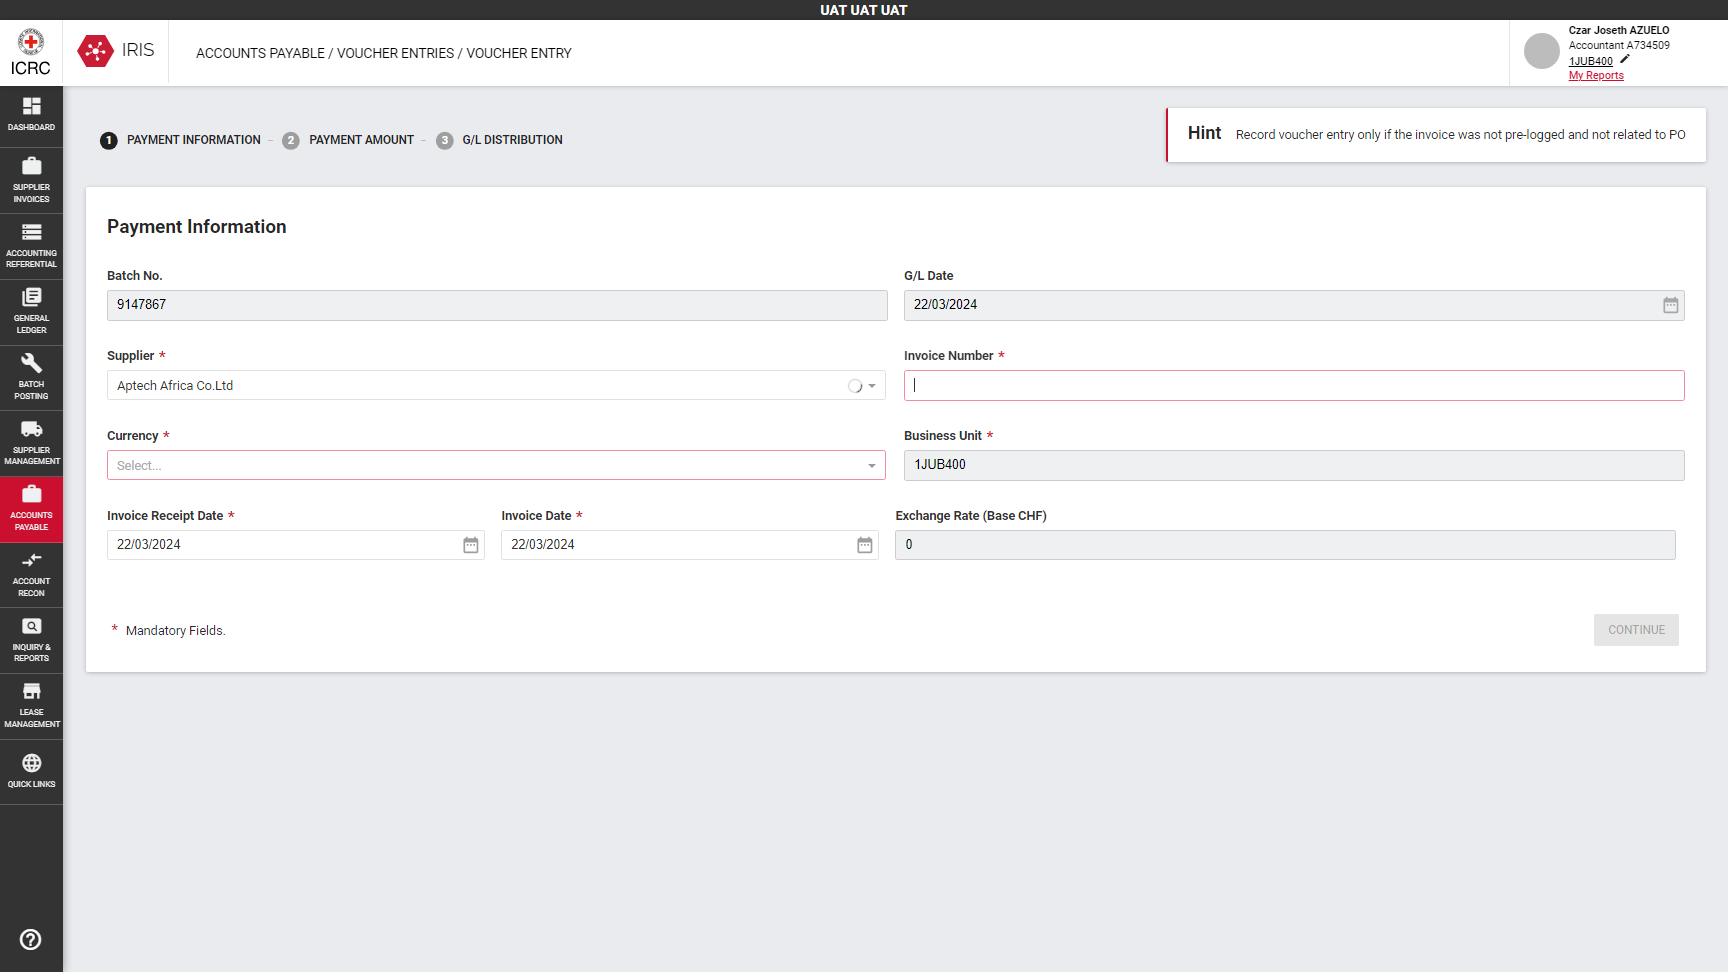 UAT UAT UAT
ICRC
IRIS
ACCOUNTS PAYABLE / VOUCHER ENTRIES / VOUCHER ENTRY
Czar Joseth AZUELO
Accountant A734509
1JUB400
My Reports
DASHBOARD
SUPPLIER
INVOICES
ACCOUNTING
REFERENTIAL
GENERAL
LEDGER
BATCH
POSTING
SUPPLIER
MANAGEMENT
ACCOUNTS
PAYABLE
ACCOUNT
RECON
INQUIRY &
REPORTS
LEASE
MANAGEMENT
QUICK LINKS
1 PAYMENT INFORMATION - 2 PAYMENT AMOUNT - 3 G/L DISTRIBUTION
Hint Record voucher entry only if the invoice was not pre-logged and not related to PO
Payment Information
Batch No.
9147867
G/L Date
22/03/2024
Supplier *
Aptech Africa Co.Ltd
Invoice Number *
Currency *
Select...
Business Unit *
1JUB400
Invoice Receipt Date *
22/03/2024
Invoice Date *
22/03/2024
Exchange Rate (Base CHF)
0
* Mandatory Fields.
CONTINUE